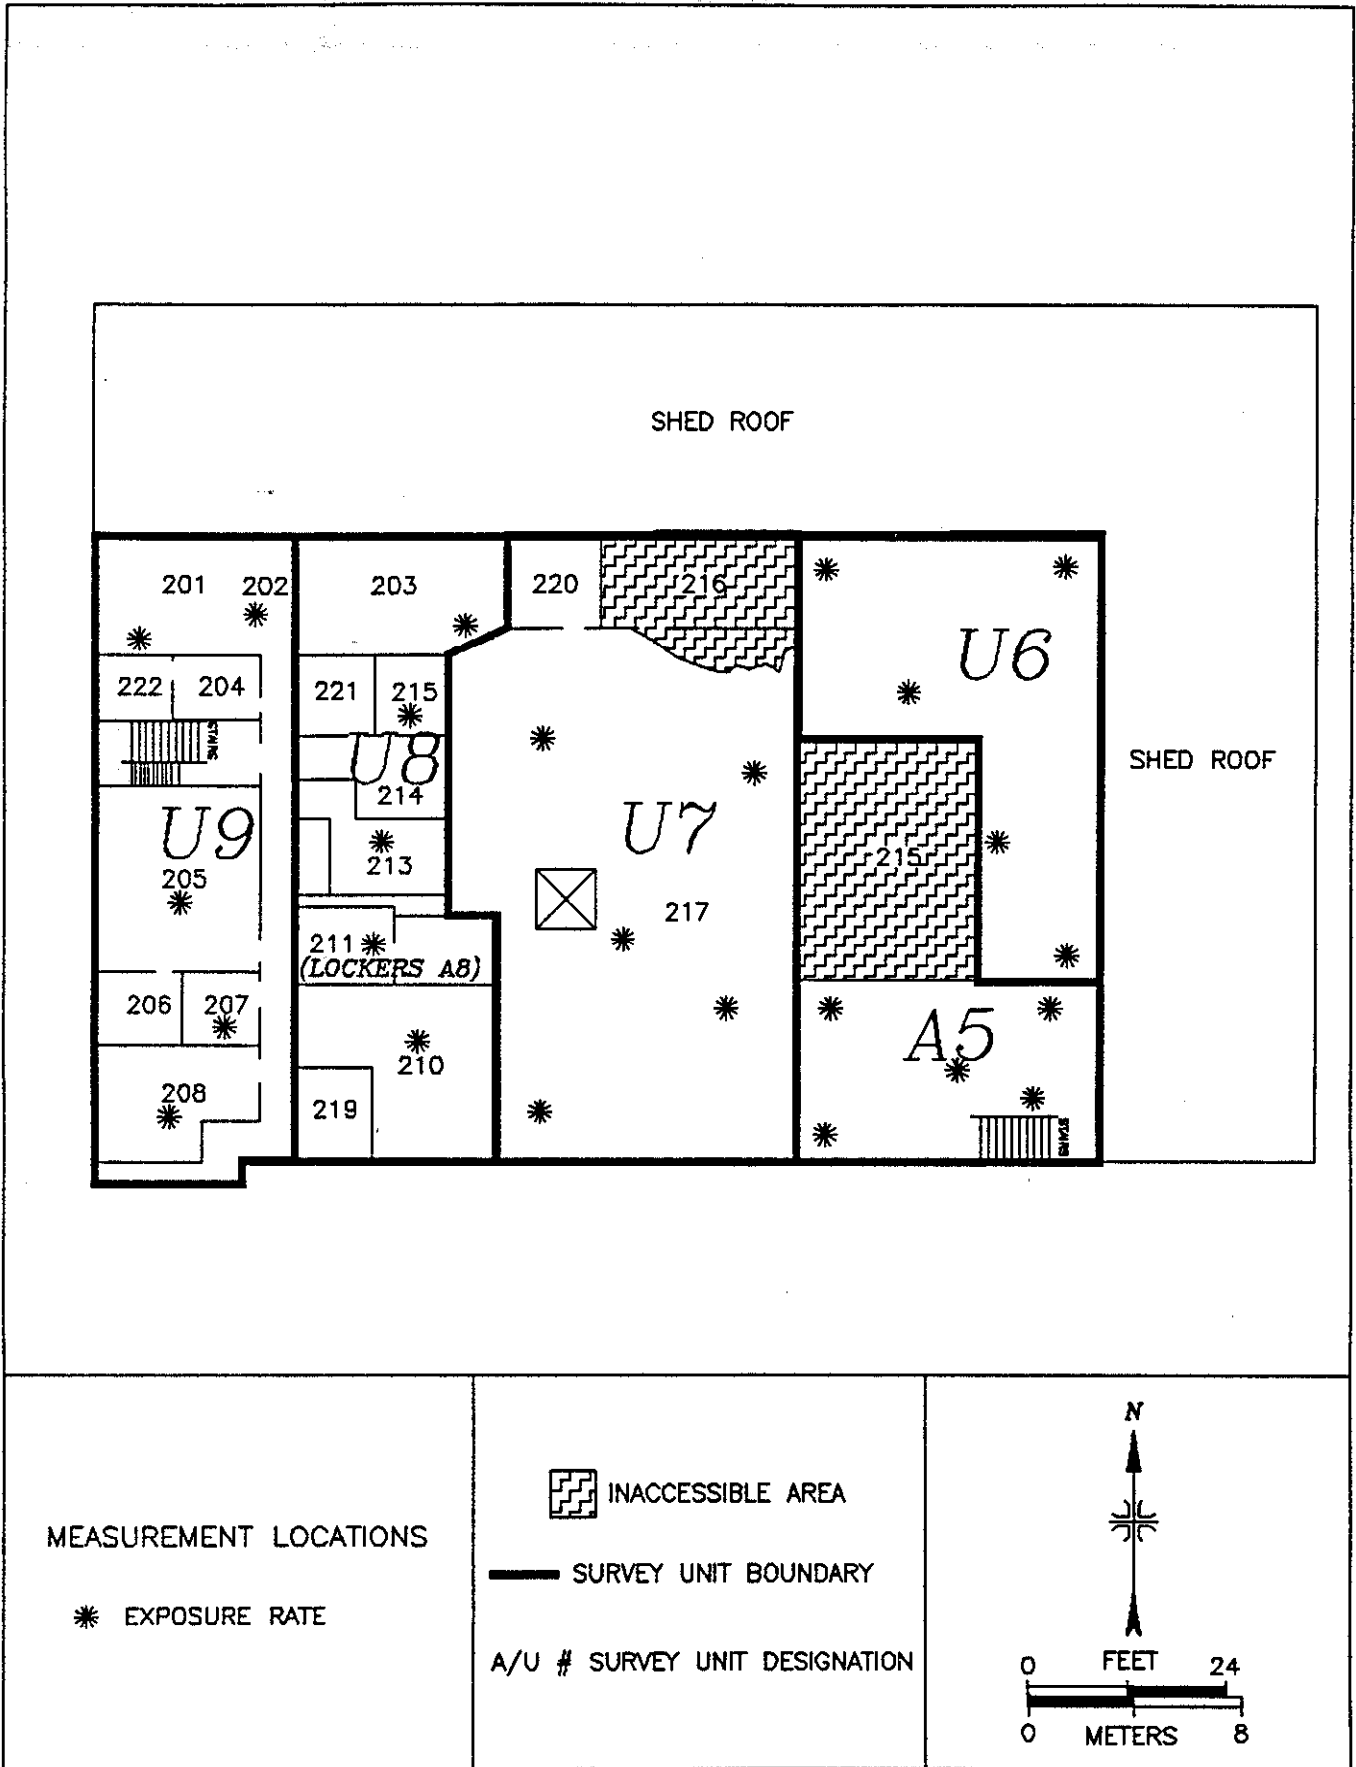 SHED ROOF
201
202
203
220
216
U6
222
204
221
215
STAIRS
U8
214
SHED ROOF
U9
U7
213
215
205
217
211
(LOCKERS A8)
206
207
A5
210
208
219
STAIRS
MEASUREMENT LOCATIONS
EXPOSURE RATE
INACCESSIBLE AREA
SURVEY UNIT BOUNDARY
A/U # SURVEY UNIT DESIGNATION
N
0 FEET 24
0 METERS 8